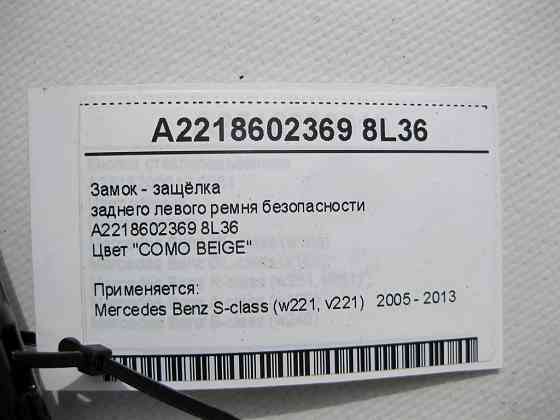 A2218602369 8L36
Замок - защёлка
заднего левого ремня безопасности
A2218602369 8L36
Цвет "COMO BEIGE"
Применяется:
Mercedes Benz S-class (w221, v221) 2005 - 2013